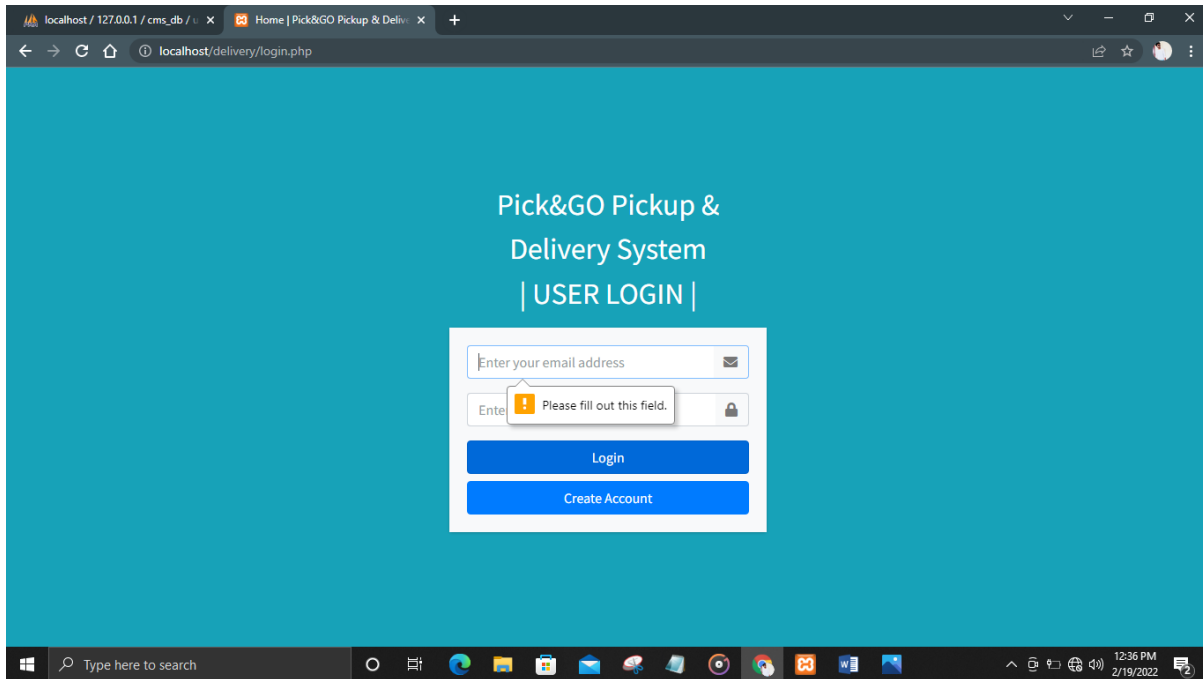 localhost / 127.0.0.1 / cms_db / u
Home | Pick&GO Pickup & Delive
localhost/delivery/login.php
Pick&GO Pickup &
Delivery System
| USER LOGIN |
Enter your email address
Please fill out this field.
Ente
Login
Create Account
Type here to search
12:36 PM
2/19/2022
2